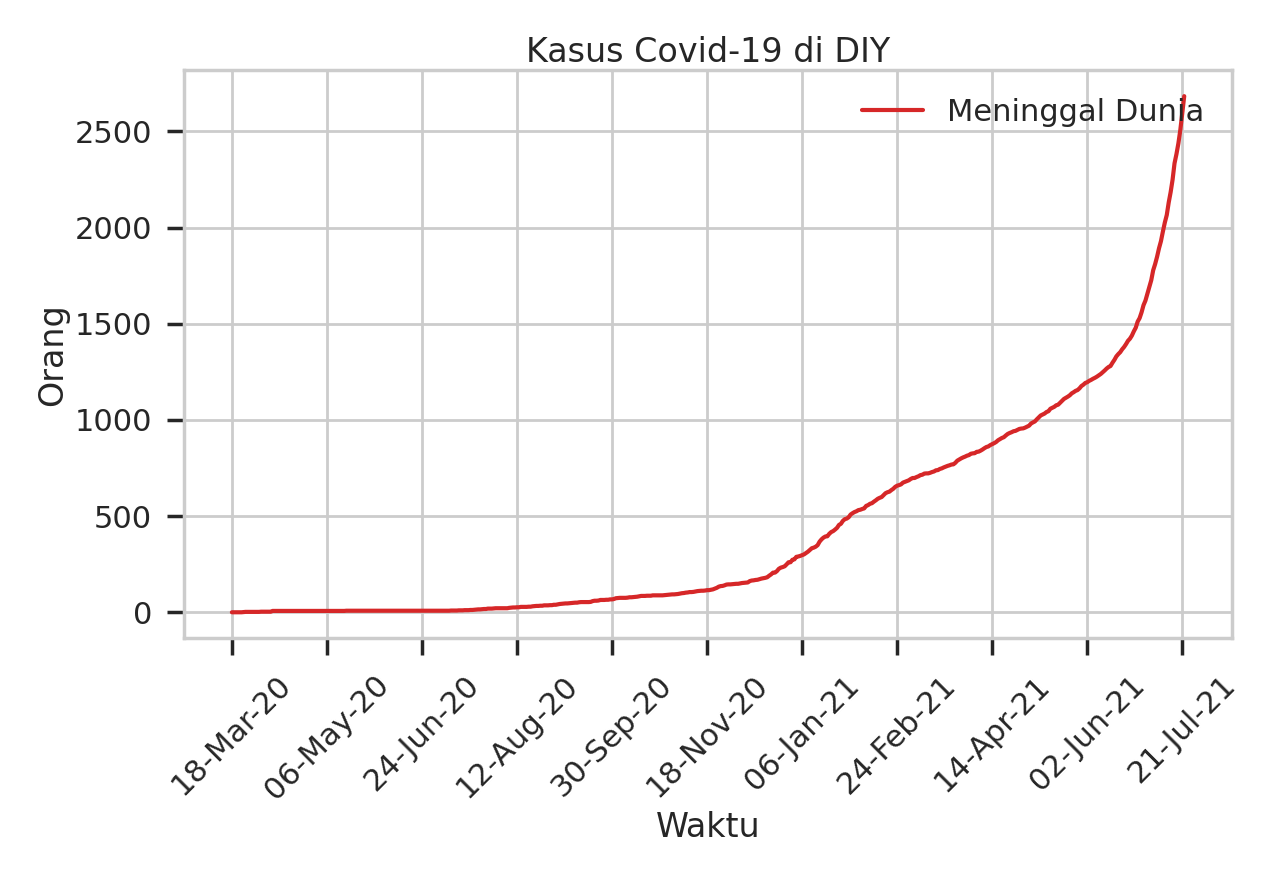 Kasus Covid-19 di DIY
Meninggal Dunia
Orang
2500
2000
1500
1000
500
0
18-Mar-20
06-May-20
24-Jun-20
12-Aug-20
30-Sep-20
18-Nov-20
06-Jan-21
24-Feb-21
14-Apr-21
02-Jun-21
21-Jul-21
Waktu